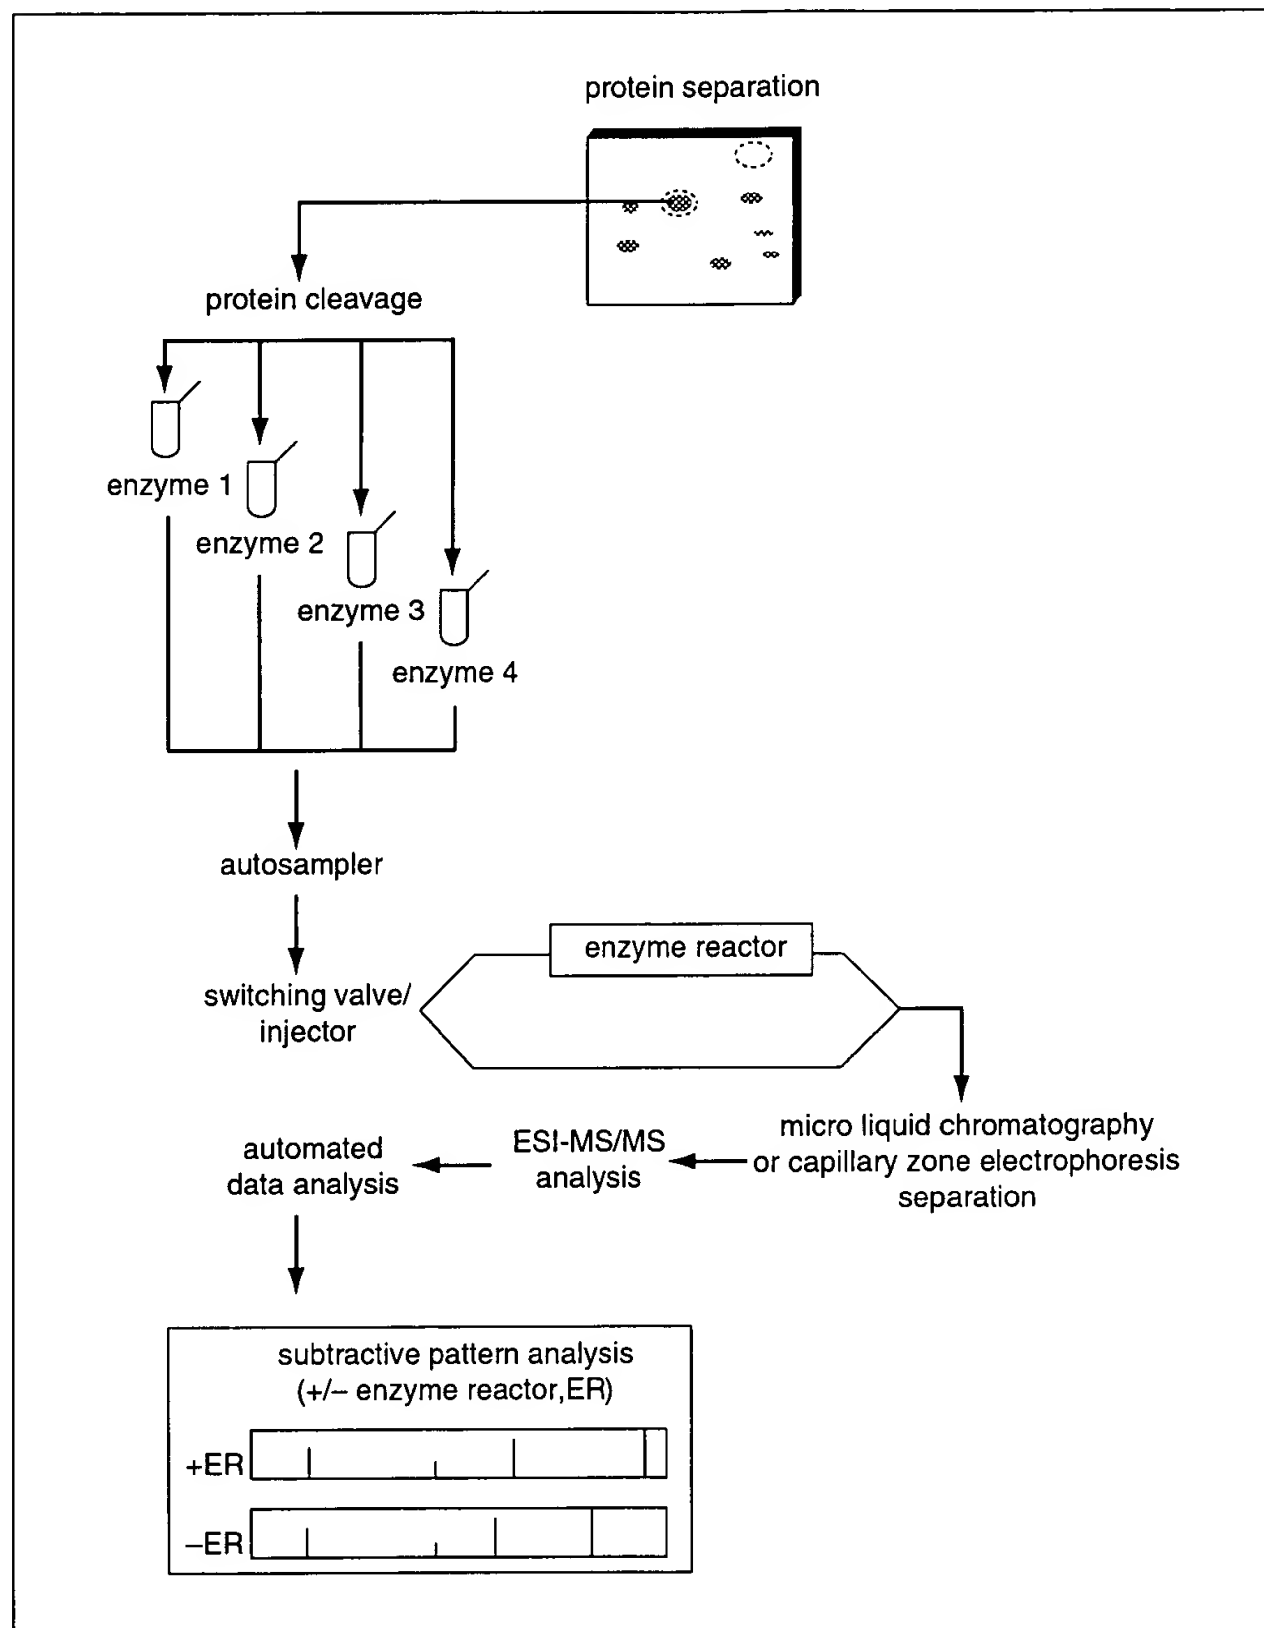 protein separation
protein cleavage
enzyme 1
enzyme 2
enzyme 3
enzyme 4
autosampler
enzyme reactor
switching valve/
injector
micro liquid chromatography
or capillary zone electrophoresis
separation
ESI-MS/MS
analysis
automated
data analysis
subtractive pattern analysis
(+/– enzyme reactor,ER)
+ER
–ER